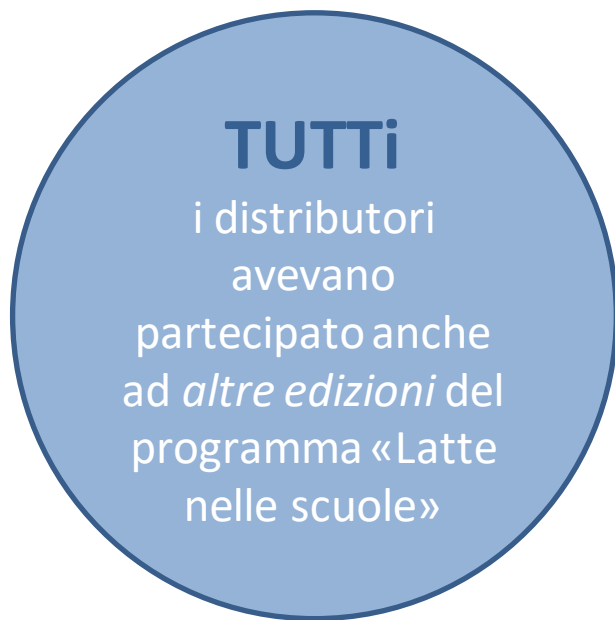 TUTTi
i distributori
avevano
partecipato anche
ad altre edizioni del
programma «Latte
nelle scuole»